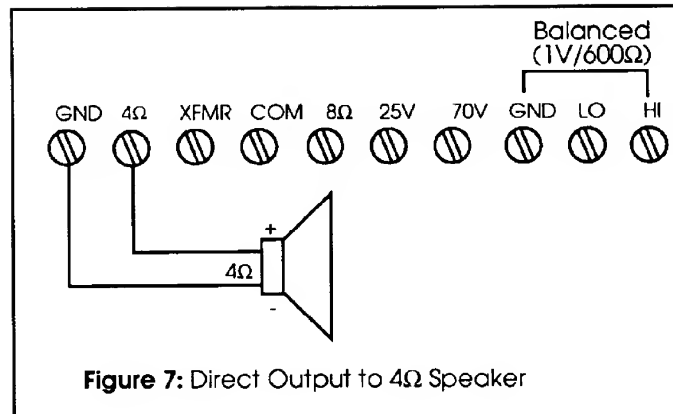 Balanced
(1V/600Ω)
GND 4Ω XFMR COM 8Ω 25V 70V GND LO HI
+
4Ω
-
Figure 7: Direct Output to 4Ω Speaker